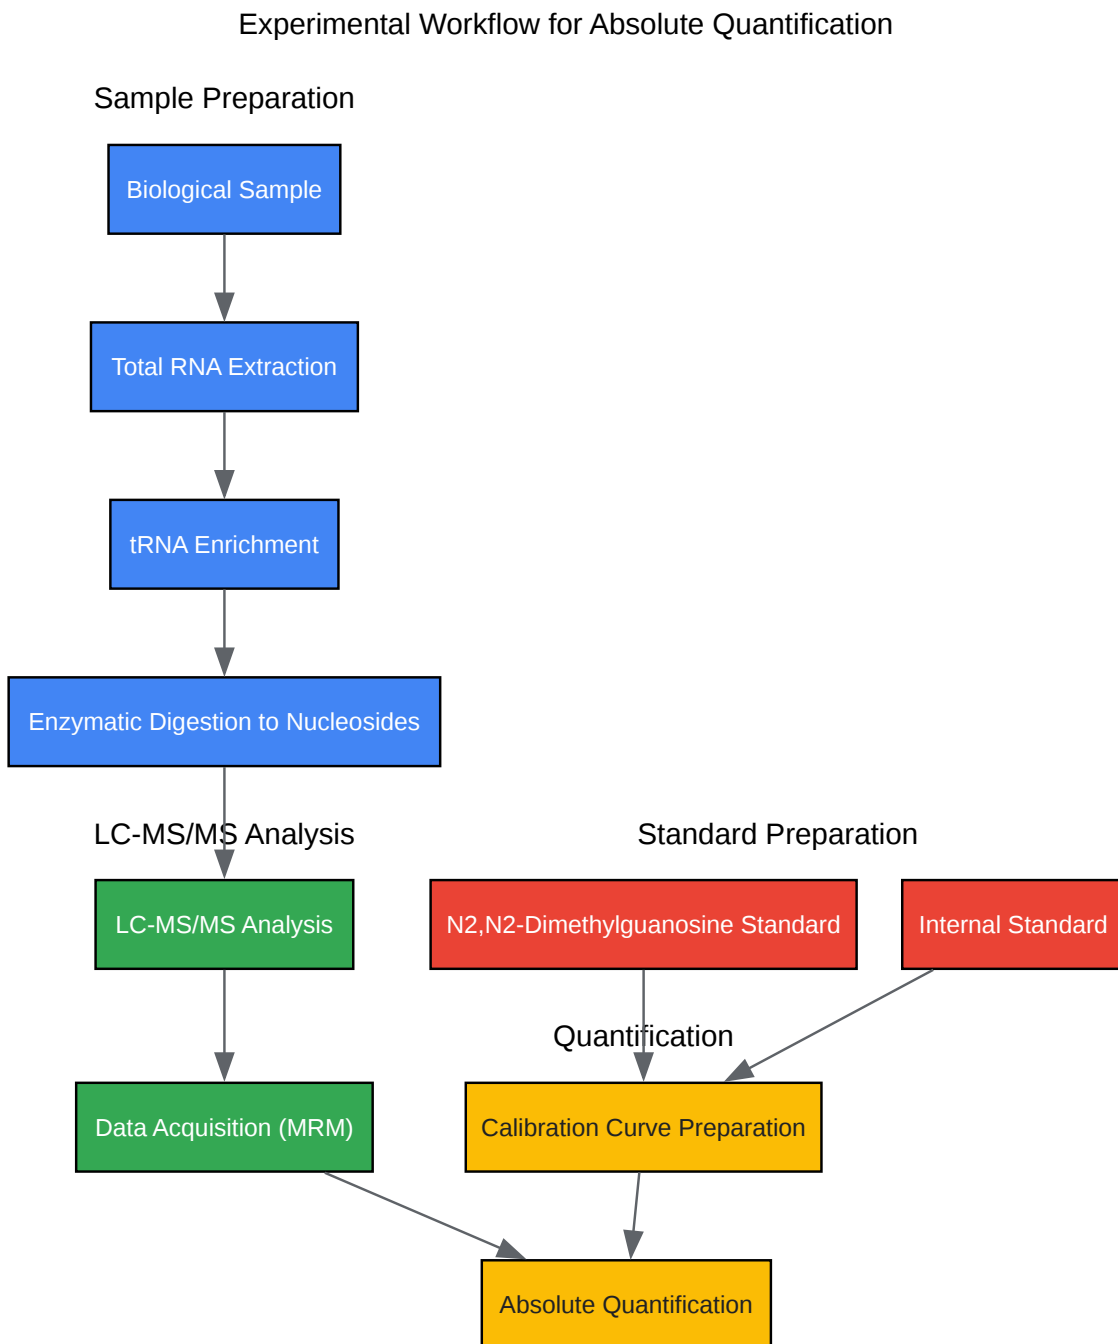 Experimental Workflow for Absolute Quantification
Sample Preparation
Biological Sample
Total RNA Extraction
tRNA Enrichment
Enzymatic Digestion to Nucleosides
LC-MS/MS Analysis
Standard Preparation
LC-MS/MS Analysis
N2,N2-Dimethylguanosine Standard
Internal Standard
Quantification
Data Acquisition (MRM)
Calibration Curve Preparation
Absolute Quantification